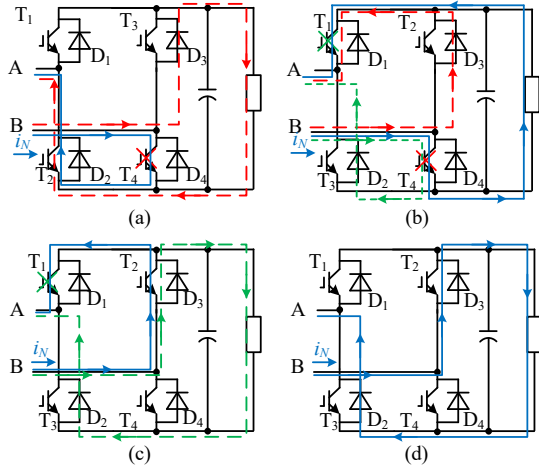 T1 T3 T1 T2
D1 D3 D1 D3
A A
B B
iN T2 D2 T4 D4 iN T3 D2 T4 D4
(a) (b)
T1 T2 T1 T2
D1 D3 D1 D3
A A
B B
iN T3 D2 T4 D4 iN T3 D2 T4 D4
(c) (d)